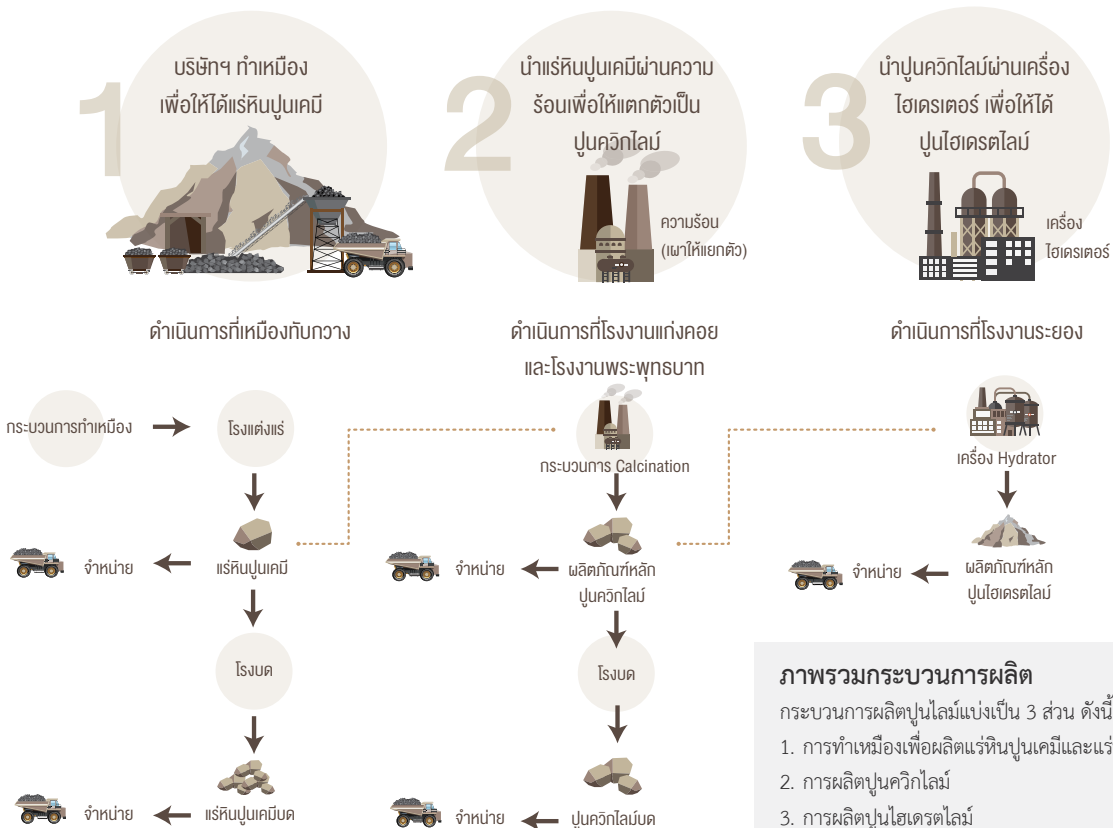 1
บริษัทฯ ทำเหมือง
เพื่อให้ได้แร่หินปูนเคมี
2
นำแร่หินปูนเคมีผ่านความ
ร้อนเพื่อให้แตกตัวเป็น
ปูนควิกไลม์
ความร้อน
(เผาให้แยกตัว)
3
นำปูนควิกไลม์ผ่านเครื่อง
ไฮเดรเตอร์ เพื่อให้ได้
ปูนไฮเดรตไลม์
เครื่อง
ไฮเดรเตอร์
ดำเนินการที่เหมืองทับกวาง
ดำเนินการที่โรงงานแก่งคอย
และโรงงานพระพุทธบาท
ดำเนินการที่โรงงานระยอง
กระบวนการทำเหมือง
โรงแต่งแร่
แร่หินปูนเคมี
จำหน่าย
โรงบด
แร่หินปูนเคมีบด
จำหน่าย
กระบวนการ Calcination
ผลิตภัณฑ์หลัก
ปูนควิกไลม์
จำหน่าย
โรงบด
ปูนควิกไลม์บด
จำหน่าย
เครื่อง Hydrator
ผลิตภัณฑ์หลัก
ปูนไฮเดรตไลม์
จำหน่าย
ภาพรวมกระบวนการผลิต
กระบวนการผลิตปูนไลม์แบ่งเป็น 3 ส่วน ดังนี้
1. การทำเหมืองเพื่อผลิตแร่หินปูนเคมีและแร่
2. การผลิตปูนควิกไลม์
3. การผลิตปูนไฮเดรตไลม์